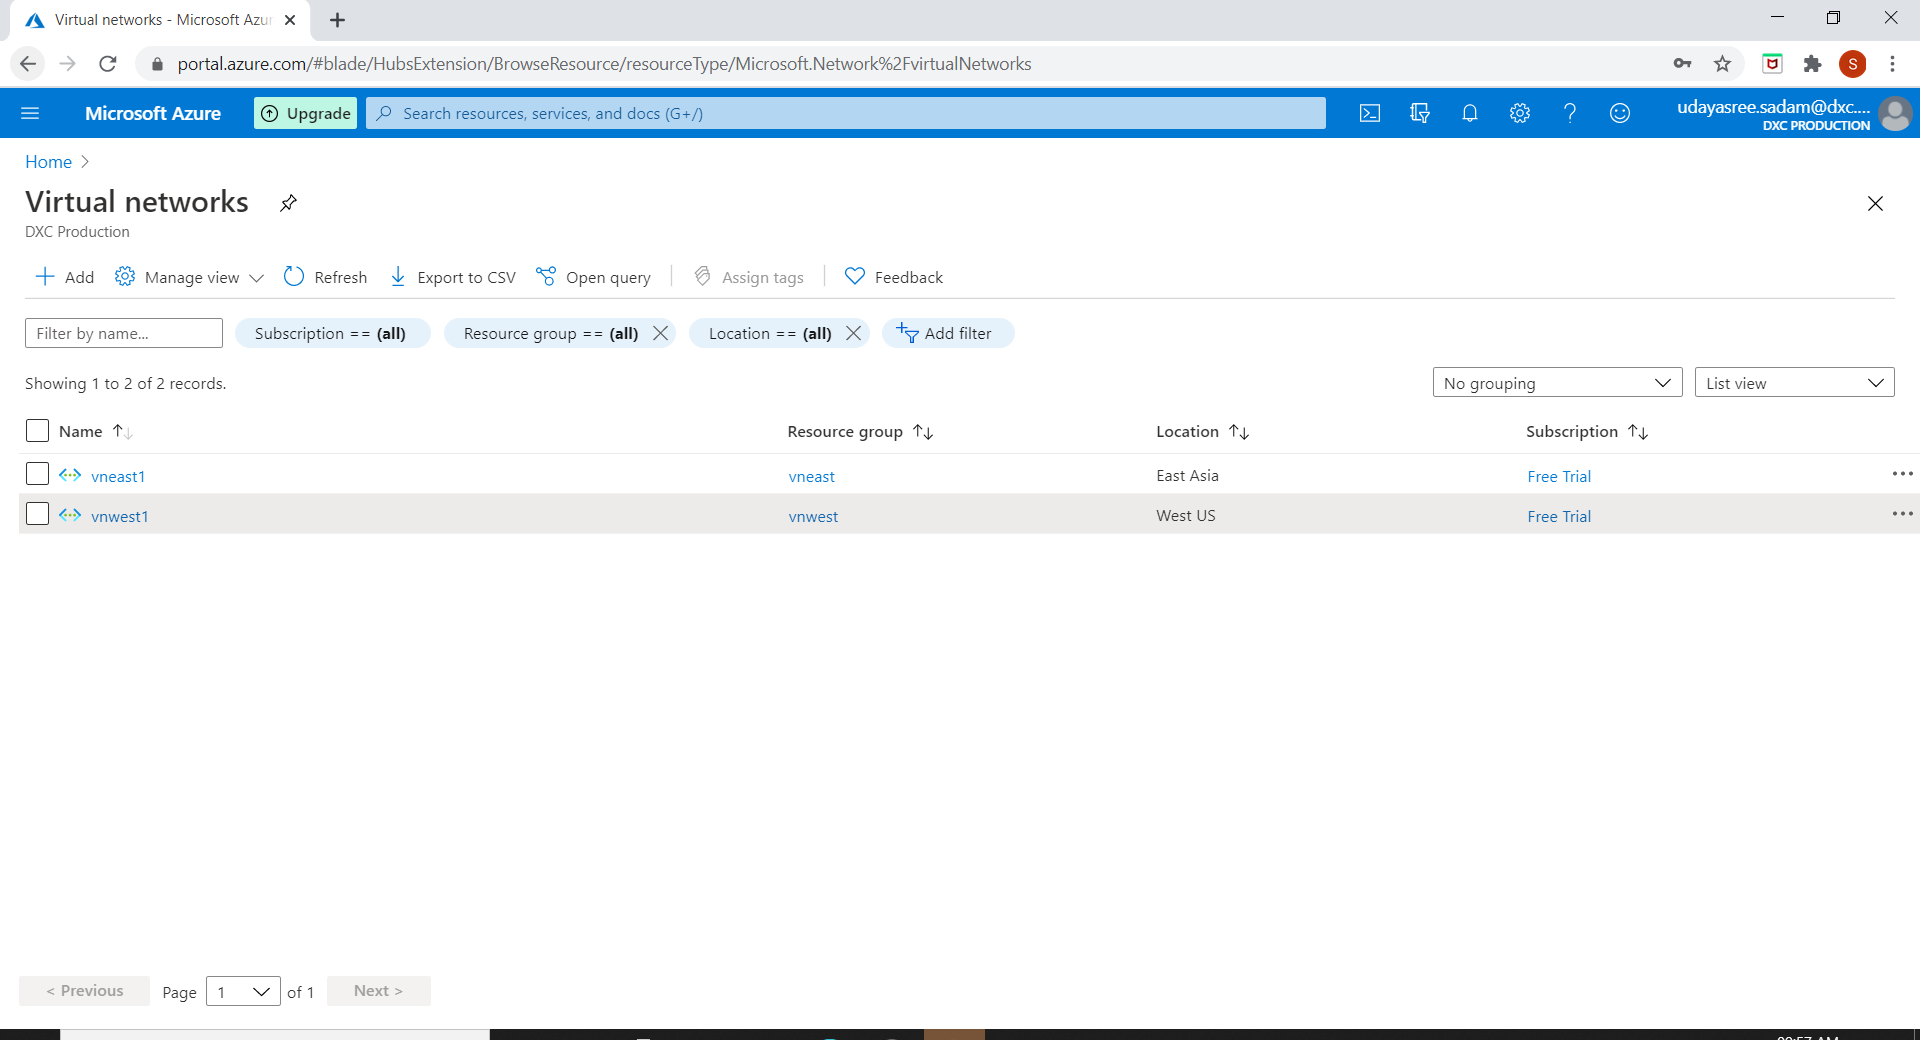 Virtual networks - Microsoft Azu
portal.azure.com/#blade/HubsExtension/BrowseResource/resourceType/Microsoft.Network%2FvirtualNetworks
S
Microsoft Azure
Upgrade
Search resources, services, and docs (G+/)
udayasree.sadam@dxc....
DXC PRODUCTION
Home
Virtual networks
DXC Production
Add
Manage view
Refresh
Export to CSV
Open query
Assign tags
Feedback
Filter by name...
Subscription == (all)
Resource group == (all)
Location == (all)
Add filter
Showing 1 to 2 of 2 records.
No grouping
List view
Name
Resource group
Location
Subscription
vneast1
vneast
East Asia
Free Trial
vnwest1
vnwest
West US
Free Trial
< Previous
Page 1 of 1
Next >